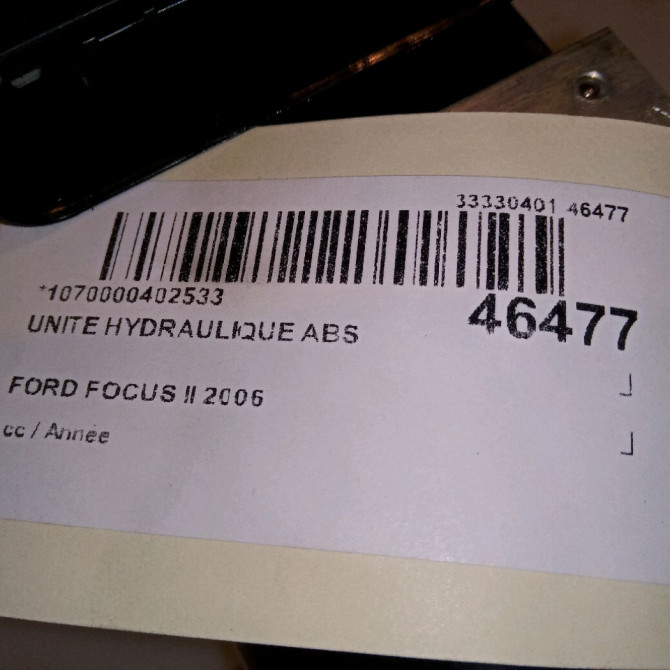 33330401 46477
*1070000402533
46477
UNITE HYDRAULIQUE ABS
FORD FOCUS II 2006
cc / Année